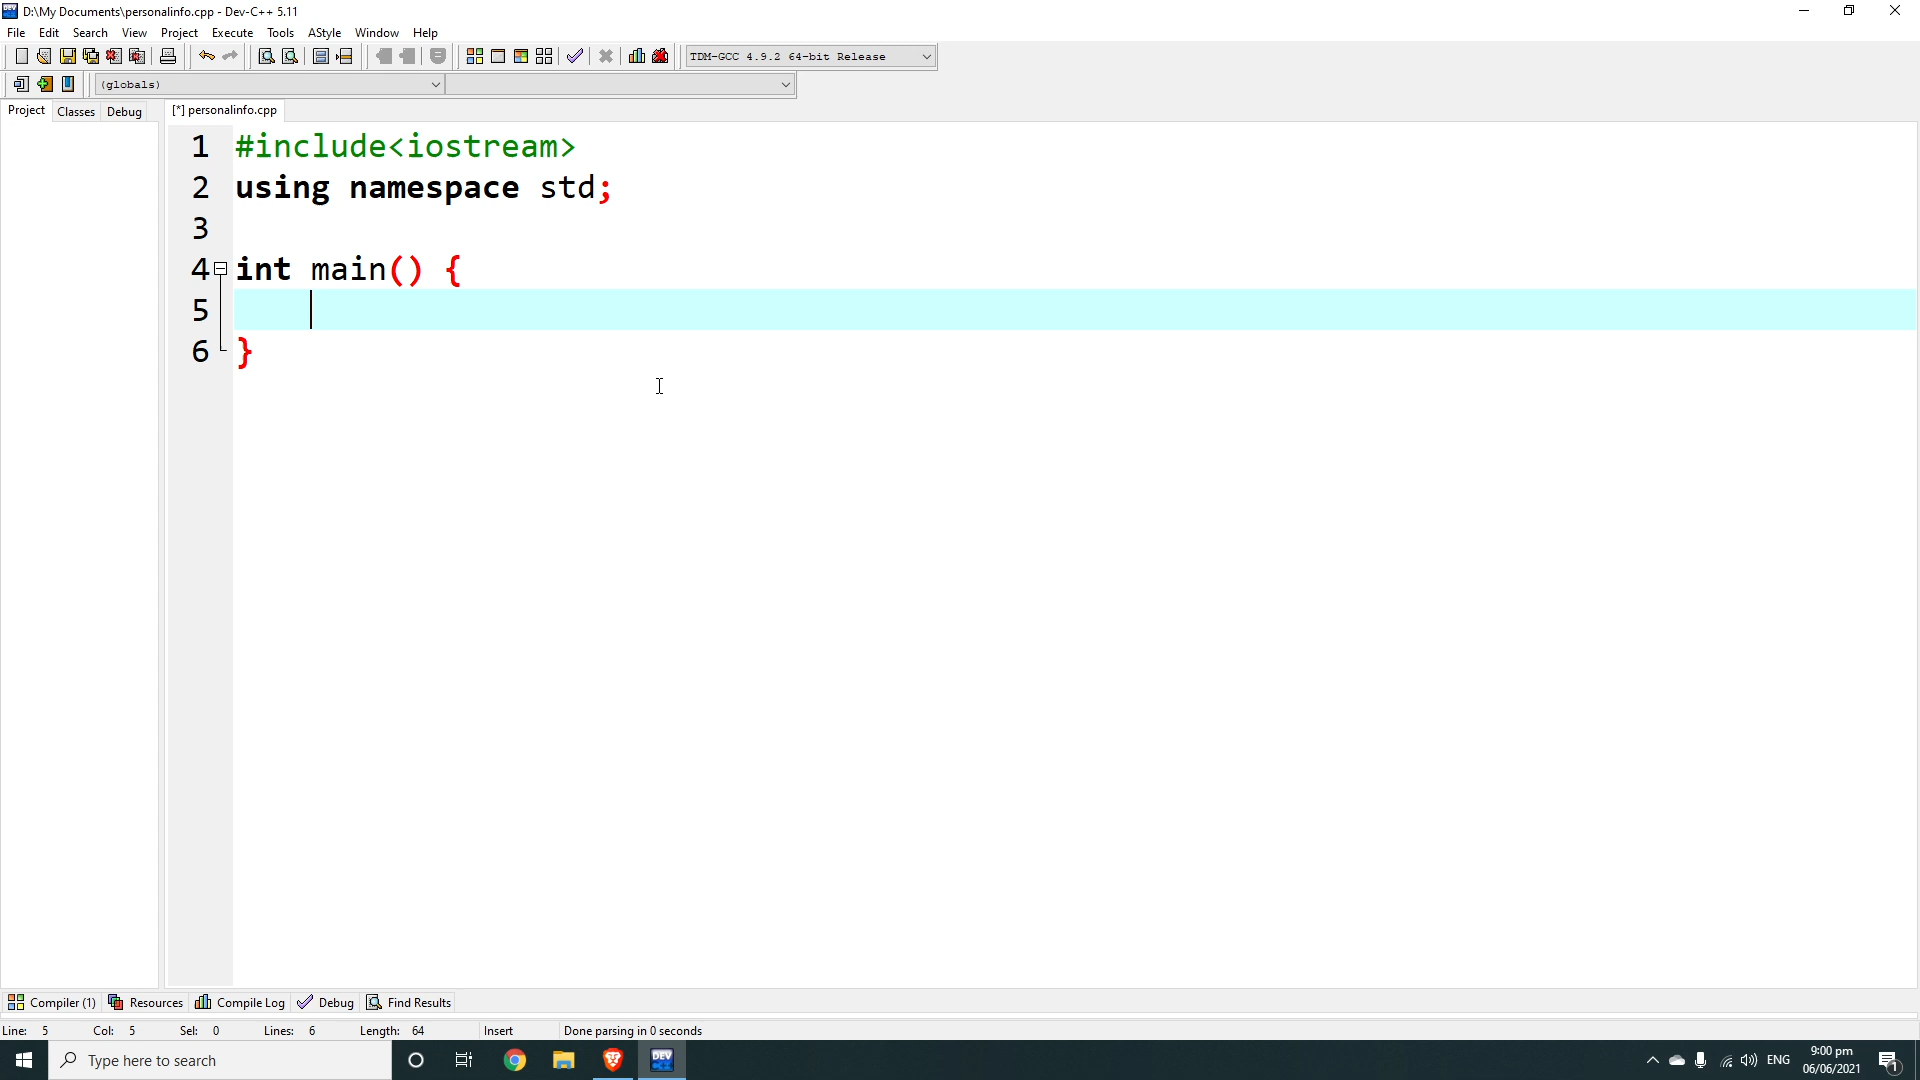 D:\My Documents\personalinfo.cpp - Dev-C++ 5.11
File Edit Search View Project Execute Tools AStyle Window Help
TDM-GCC 4.9.2 64-bit Release
(globals)
Project Classes Debug [*] personalinfo.cpp
1 #include<iostream>
2 using namespace std;
3
4 int main() {
5
6 }
Compiler (1) Resources Compile Log Debug Find Results
Line: 5 Col: 5 Sel: 0 Lines: 6 Length: 64 Insert Done parsing in 0 seconds
Type here to search DEV ENG 9:00 pm
06/06/2021 1